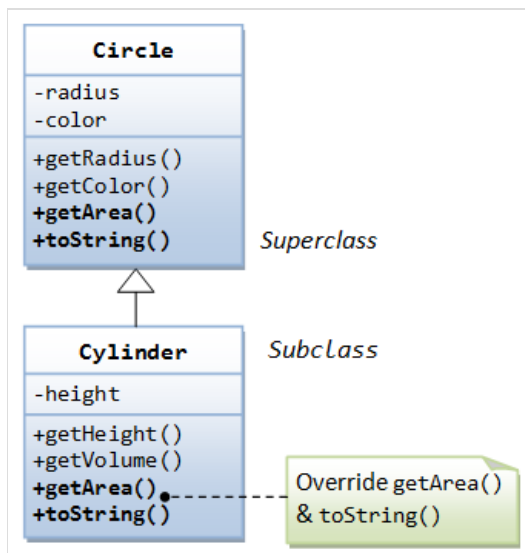 Circle
-radius
-color
+getRadius()
+getColor()
+getArea()
+toString()
Superclass
Cylinder
Subclass
-height
+getHeight()
+getVolume()
+getArea()
+toString()
Override getArea()
& toString()